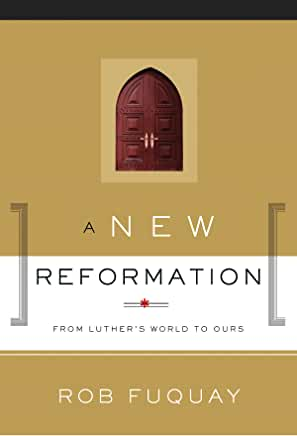 A NEW
REFORMATION
FROM LUTHER'S WORLD TO OURS
ROB FUQUAY